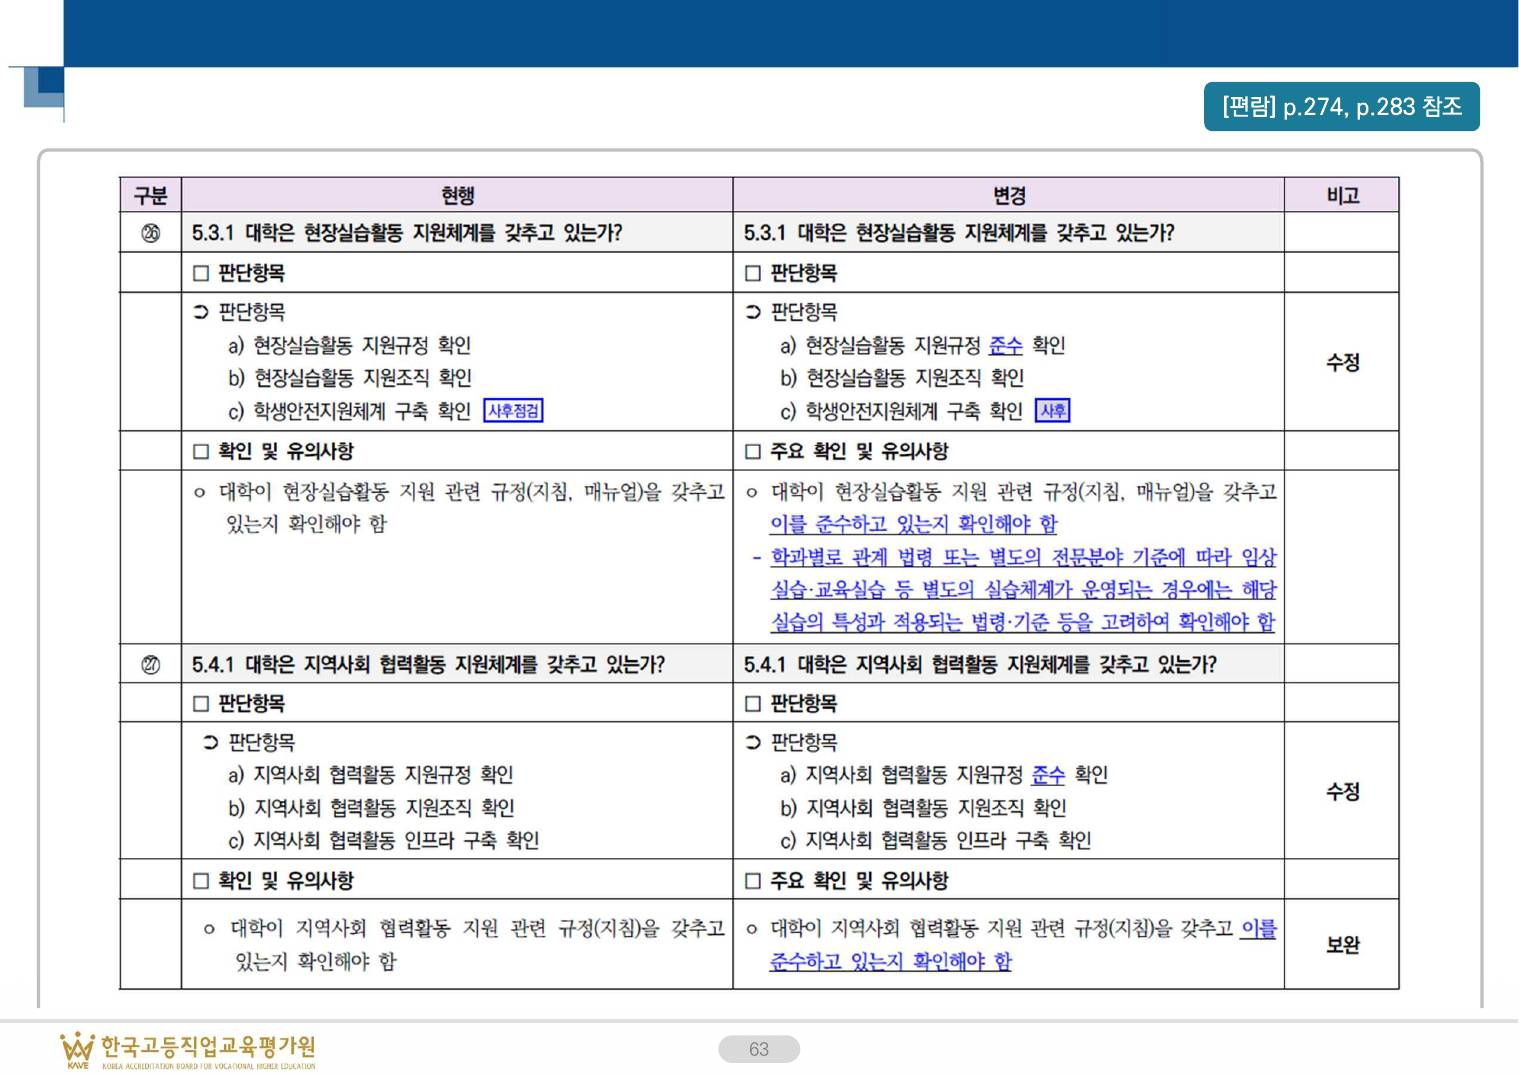 [편람] p.274, p.283 참조
구분 현행 변경 비고
㉖ 5.3.1 대학은 현장실습활동 지원체계를 갖추고 있는가? 5.3.1 대학은 현장실습활동 지원체계를 갖추고 있는가?
□ 판단항목 □ 판단항목
➲ 판단항목
a) 현장실습활동 지원규정 확인
b) 현장실습활동 지원조직 확인
c) 학생안전지원체계 구축 확인 사후점검
➲ 판단항목
a) 현장실습활동 지원규정 준수 확인
b) 현장실습활동 지원조직 확인
c) 학생안전지원체계 구축 확인 사후
수정
□ 확인 및 유의사항 □ 주요 확인 및 유의사항
ㅇ 대학이 현장실습활동 지원 관련 규정(지침, 매뉴얼)을 갖추고
있는지 확인해야 함
ㅇ 대학이 현장실습활동 지원 관련 규정(지침, 매뉴얼)을 갖추고
이를 준수하고 있는지 확인해야 함
- 학과별로 관계 법령 또는 별도의 전문분야 기준에 따라 임상
실습·교육실습 등 별도의 실습체계가 운영되는 경우에는 해당
실습의 특성과 적용되는 법령·기준 등을 고려하여 확인해야 함
㉗ 5.4.1 대학은 지역사회 협력활동 지원체계를 갖추고 있는가? 5.4.1 대학은 지역사회 협력활동 지원체계를 갖추고 있는가?
□ 판단항목 □ 판단항목
➲ 판단항목
a) 지역사회 협력활동 지원규정 확인
b) 지역사회 협력활동 지원조직 확인
c) 지역사회 협력활동 인프라 구축 확인
➲ 판단항목
a) 지역사회 협력활동 지원규정 준수 확인
b) 지역사회 협력활동 지원조직 확인
c) 지역사회 협력활동 인프라 구축 확인
수정
□ 확인 및 유의사항 □ 주요 확인 및 유의사항
ㅇ 대학이 지역사회 협력활동 지원 관련 규정(지침)을 갖추고
있는지 확인해야 함
ㅇ 대학이 지역사회 협력활동 지원 관련 규정(지침)을 갖추고 이를
준수하고 있는지 확인해야 함
보완
KAVE 한국고등직업교육평가원
KOREA ACCREDITATION BOARD FOR VOCATIONAL HIGHER EDUCATION
63